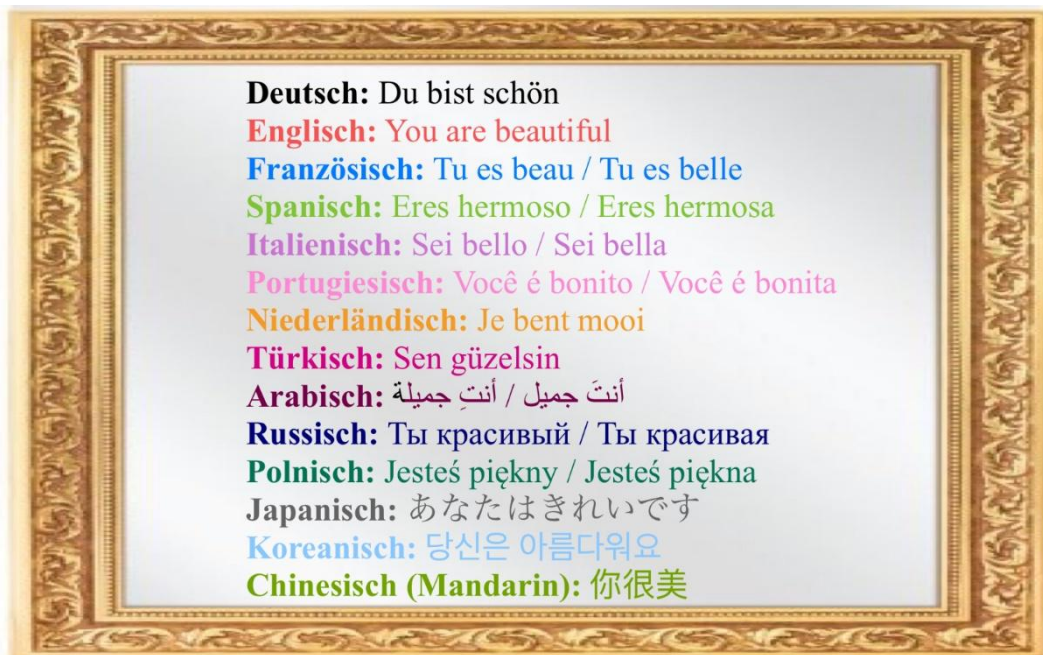 Deutsch: Du bist schön
Englisch: You are beautiful
Französisch: Tu es beau / Tu es belle
Spanisch: Eres hermoso / Eres hermosa
Italienisch: Sei bello / Sei bella
Portugiesisch: Você é bonito / Você é bonita
Niederländisch: Je bent mooi
Türkisch: Sen güzelsin
Arabisch: أنتَ جميل / أنتِ جميلة
Russisch: Ты красивый / Ты красивая
Polnisch: Jesteś piękny / Jesteś piękna
Japanisch: あなたはきれいです
Koreanisch: 당신은 아름다워요
Chinesisch (Mandarin): 你很美